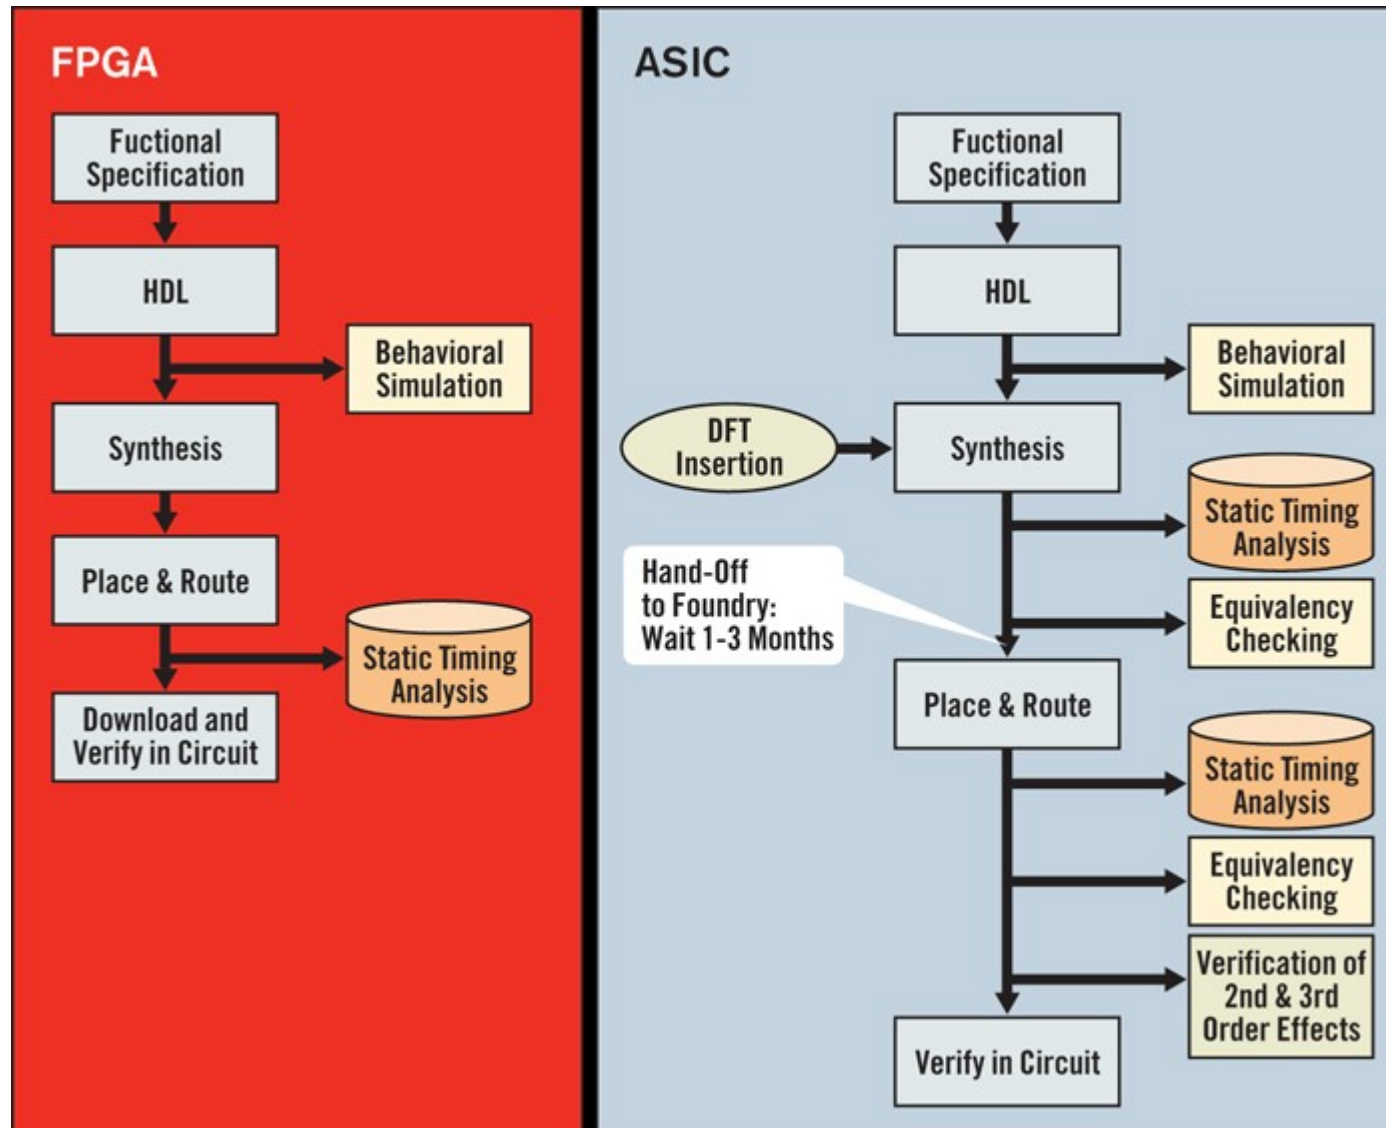 FPGA
Fuctional
Specification
HDL
Behavioral
Simulation
Synthesis
Place & Route
Static Timing
Analysis
Download and
Verify in Circuit
ASIC
Fuctional
Specification
HDL
Behavioral
Simulation
DFT
Insertion
Synthesis
Static Timing
Analysis
Hand-Off
to Foundry:
Wait 1-3 Months
Equivalency
Checking
Place & Route
Static Timing
Analysis
Equivalency
Checking
Verification of
2nd & 3rd
Order Effects
Verify in Circuit